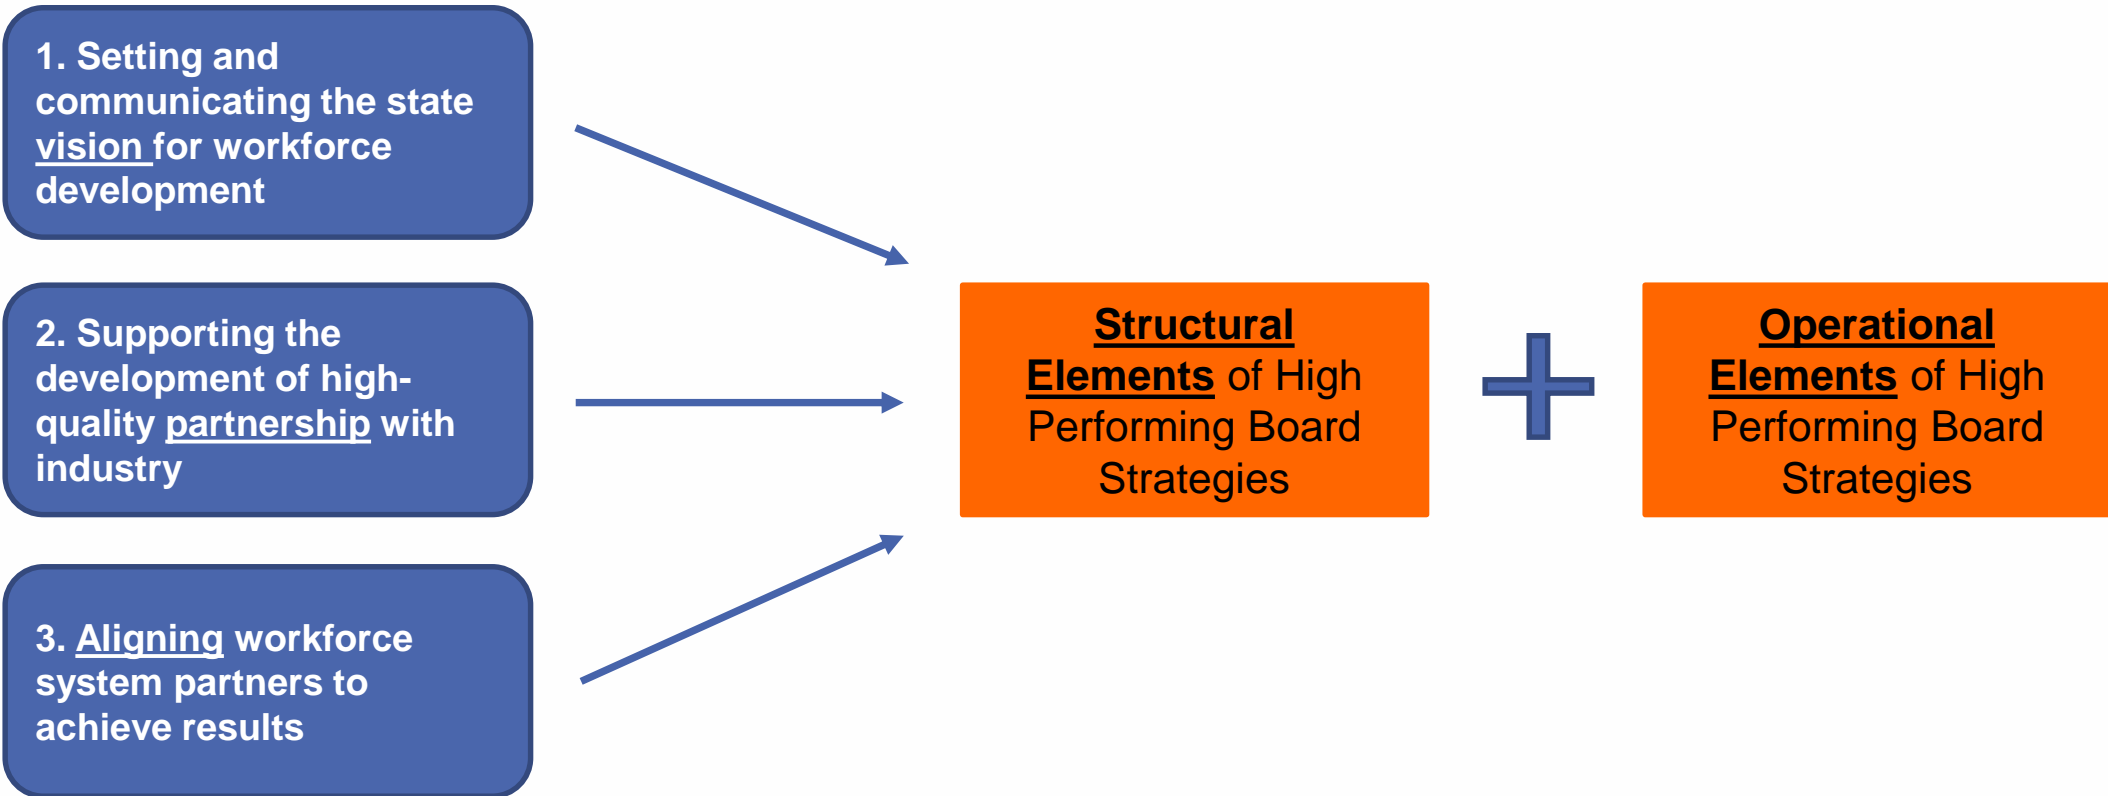 1. Setting and
communicating the state
vision for workforce
development
2. Supporting the
development of high-
quality partnership with
industry
3. Aligning workforce
system partners to
achieve results
Structural
Elements of High
Performing Board
Strategies
Operational
Elements of High
Performing Board
Strategies